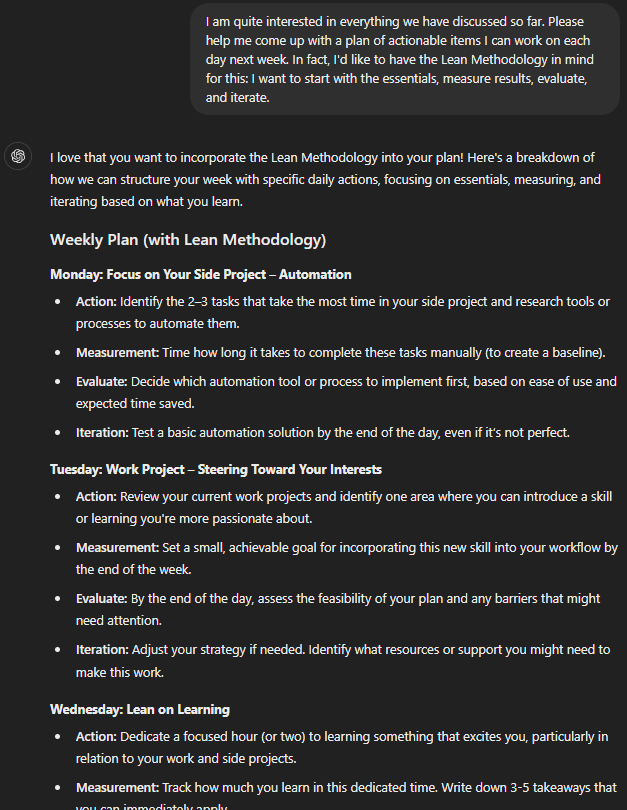 I am quite interested in everything we have discussed so far. Please
help me come up with a plan of actionable items I can work on each
day next week. In fact, I'd like to have the Lean Methodology in mind
for this: I want to start with the essentials, measure results, evaluate,
and iterate.
I love that you want to incorporate the Lean Methodology into your plan! Here's a breakdown of
how we can structure your week with specific daily actions, focusing on essentials, measuring, and
iterating based on what you learn.
Weekly Plan (with Lean Methodology)
Monday: Focus on Your Side Project – Automation
• Action: Identify the 2–3 tasks that take the most time in your side project and research tools or
processes to automate them.
• Measurement: Time how long it takes to complete these tasks manually (to create a baseline).
• Evaluate: Decide which automation tool or process to implement first, based on ease of use and
expected time saved.
• Iteration: Test a basic automation solution by the end of the day, even if it's not perfect.
Tuesday: Work Project – Steering Toward Your Interests
• Action: Review your current work projects and identify one area where you can introduce a skill
or learning you're more passionate about.
• Measurement: Set a small, achievable goal for incorporating this new skill into your workflow by
the end of the week.
• Evaluate: By the end of the day, assess the feasibility of your plan and any barriers that might
need attention.
• Iteration: Adjust your strategy if needed. Identify what resources or support you might need to
make this work.
Wednesday: Lean on Learning
• Action: Dedicate a focused hour (or two) to learning something that excites you, particularly in
relation to your work and side projects.
• Measurement: Track how much you learn in this dedicated time. Write down 3-5 takeaways that
you can immediately apply.